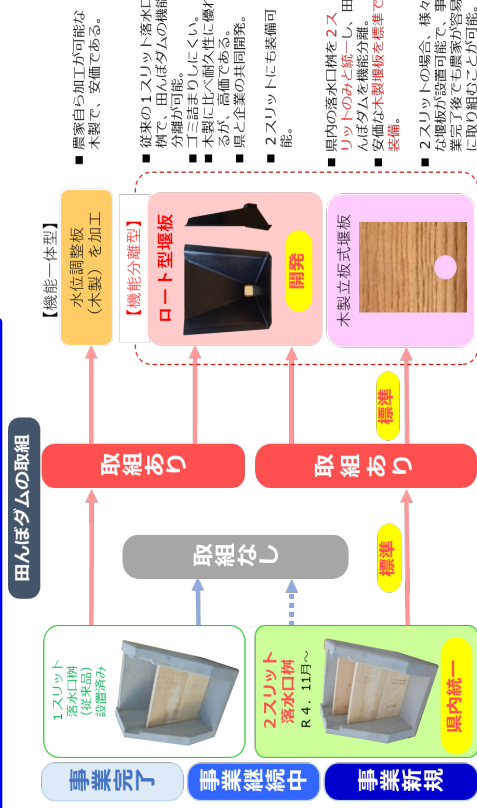 田んぼダムの取組
事業完了
事業継続中
事業新規
1スリット
落水口桝
(従来品)
設置済み
2スリット
落水口桝
R4．11月～
県内統一
取組なし
標準
取組
あり
取組
あり
標準
【機能一体型】
水位調整板
（木製）を加工
【機能分離型】
ロート型堰板
開発
木製立板式堰板
■ 農家自ら加工が可能な
木製で、安価である。
■ 従来の１スリット落水口
桝で、田んぼダムの機能
分離が可能。
■ ゴミ詰まりしにくい。
■ 木製に比べ耐久性に優れ
るが、高価である。
■ 県と企業の共同開発。
■ ２スリットにも装備可
能。
■ 県内の落水口桝を２ス
リットのみと統一し、田
んぼダムを機能分離。
■ 安価な木製堰板を標準で
装備。
■ ２スリットの場合、様々
な堰板が設置可能で、事
業完了後でも農家が容易
に取り組むことが可能。